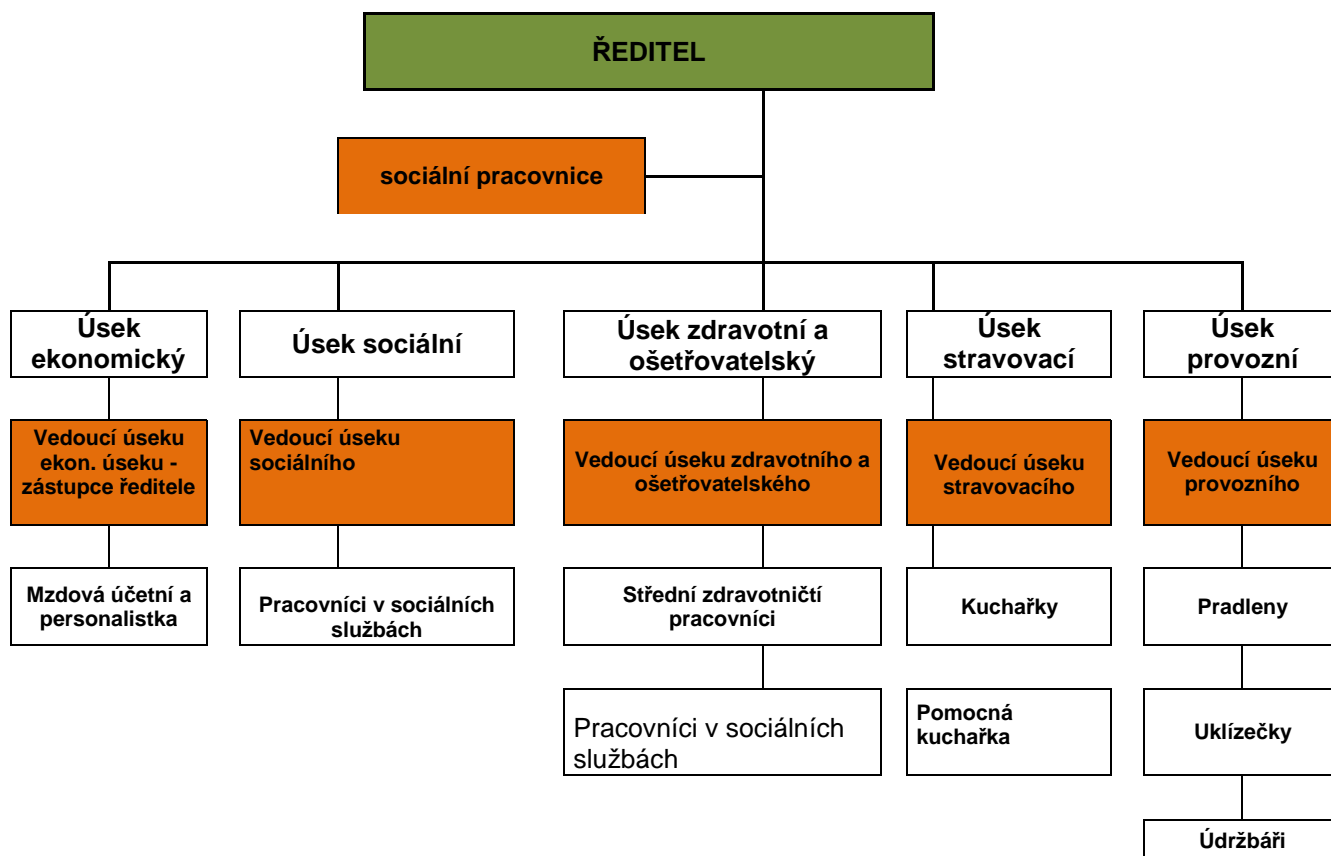 ŘEDITEL
sociální pracovnice
Úsek
ekonomický
Úsek sociální
Úsek zdravotní a
ošetřovatelský
Úsek
stravovací
Úsek
provozní
Vedoucí úseku
ekon. úseku -
zástupce ředitele
Vedoucí úseku
sociálního
Vedoucí úseku zdravotního a
ošetřovatelského
Vedoucí úseku
stravovacího
Vedoucí úseku
provozního
Mzdová účetní a
personalistka
Pracovníci v sociálních
službách
Střední zdravotničtí
pracovníci
Kuchařky
Pradleny
Pracovníci v sociálních
službách
Pomocná
kuchařka
Uklízečky
Údržbáři